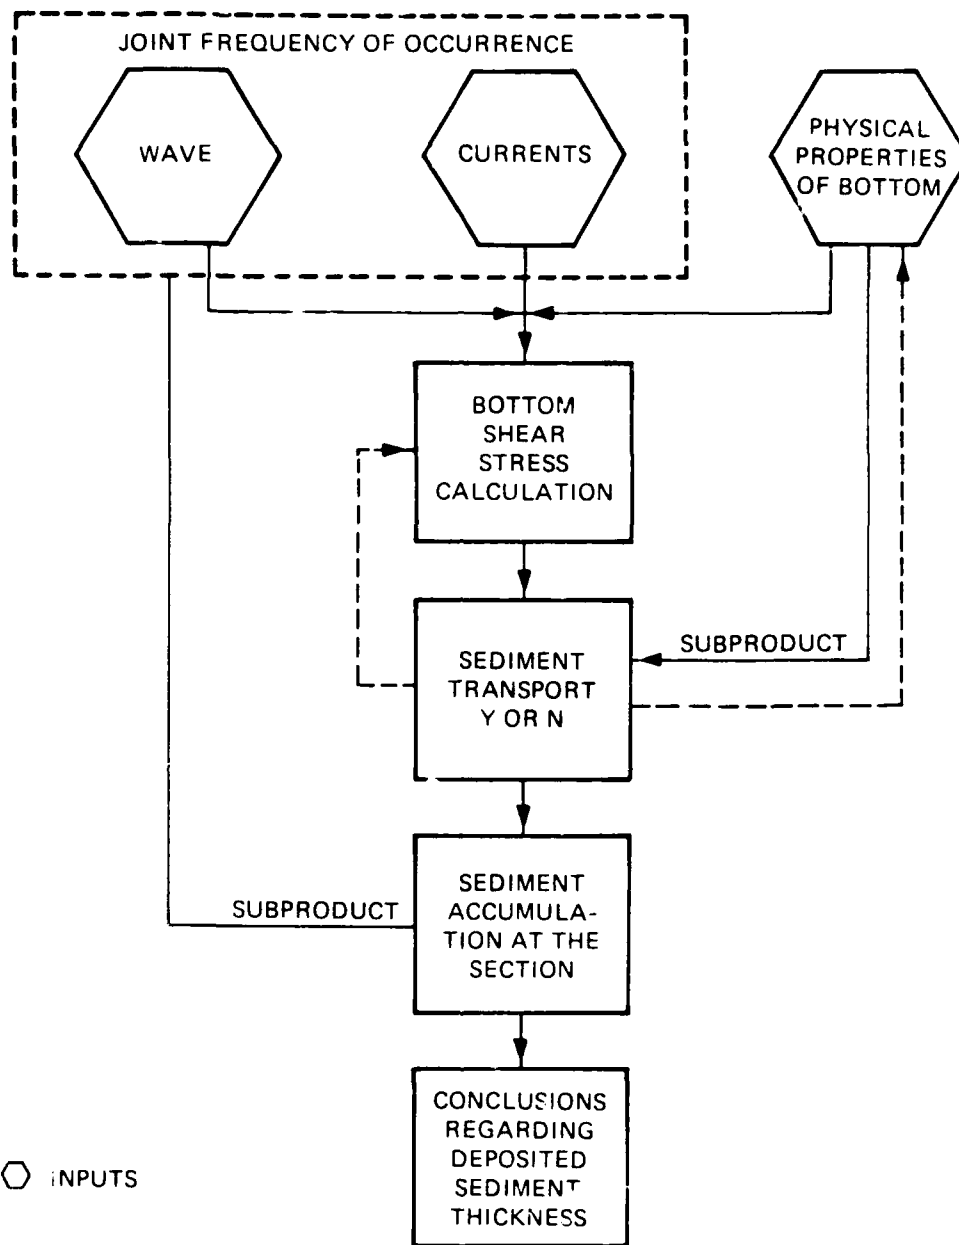 JOINT FREQUENCY OF OCCURRENCE
WAVE
CURRENTS
PHYSICAL
PROPERTIES
OF BOTTOM
BOTTOM
SHEAR
STRESS
CALCULATION
SUBPRODUCT
SEDIMENT
TRANSPORT
Y OR N
SUBPRODUCT
SEDIMENT
ACCUMULA-
TION AT THE
SECTION
CONCLUSIONS
REGARDING
DEPOSITED
SEDIMENT
THICKNESS
INPUTS